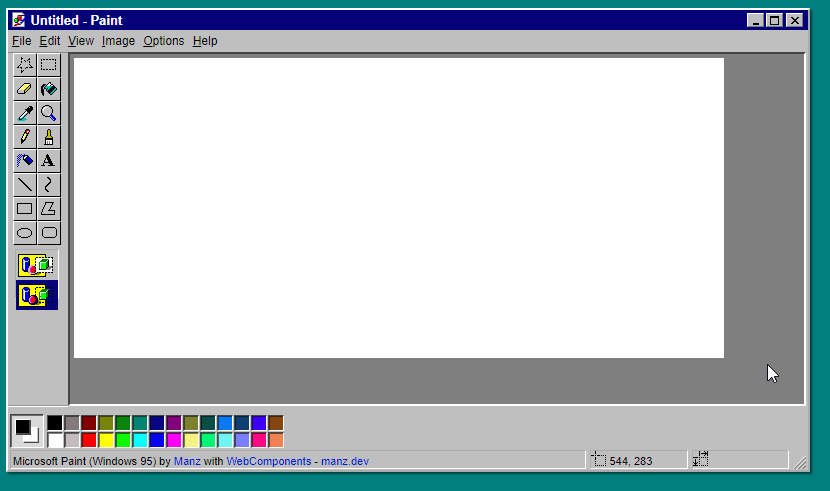 Untitled - Paint
File Edit View Image Options Help
A
Microsoft Paint (Windows 95) by Manz with WebComponents - manz.dev
544, 283